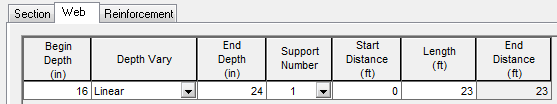 Section Web Reinforcement
Begin Depth (in) Depth Vary End Depth (in) Support Number Start Distance (ft) Length (ft) End Distance (ft)
16 Linear 24 1 0 23 23